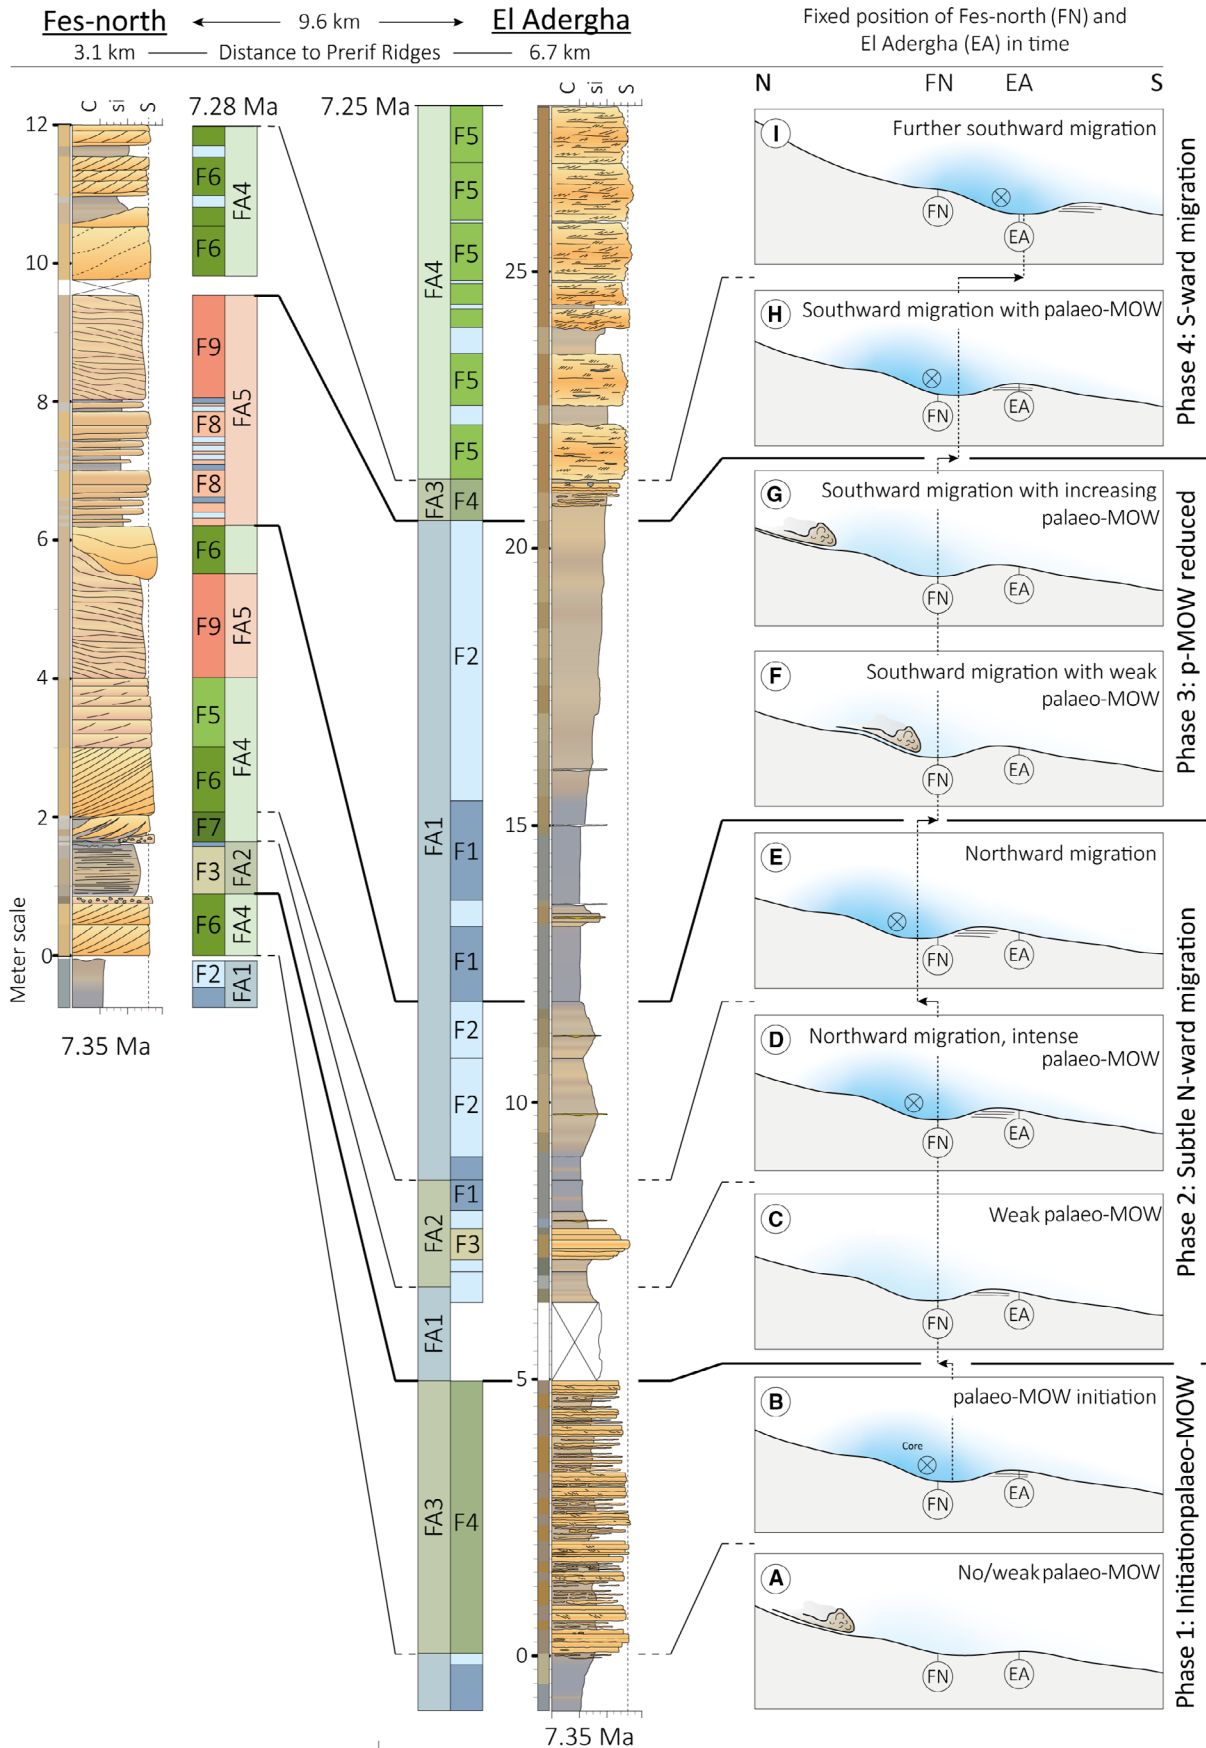 Fes-north
9.6 km
El Adergha
3.1 km
Distance to Prerif Ridges
6.7 km
Fixed position of Fes-north (FN) and
El Adergha (EA) in time
N
FN
EA
S
C
si
S
7.28 Ma
7.25 Ma
C
si
S
12
10
8
6
4
2
0
Meter scale
7.35 Ma
F6
F6
FA4
F9
F8
F8
FA5
F6
F9
FA5
F5
F6
FA4
F7
F3
FA2
F6
FA4
F2
FA1
FA4
F5
F5
F5
F5
F5
FA3
F4
FA1
F2
F1
F1
F2
F2
FA2
F1
F3
FA1
FA3
F4
25
20
15
10
5
0
7.35 Ma
I
Further southward migration
FN
EA
H
Southward migration with palaeo-MOW
FN
EA
Phase 4: S-ward migration
G
Southward migration with increasing
palaeo-MOW
FN
EA
F
Southward migration with weak
palaeo-MOW
FN
EA
Phase 3: p-MOW reduced
E
Northward migration
FN
EA
D
Northward migration, intense
palaeo-MOW
FN
EA
C
Weak palaeo-MOW
FN
EA
Phase 2: Subtle N-ward migration
B
palaeo-MOW initiation
Core
FN
EA
A
No/weak palaeo-MOW
FN
EA
Phase 1: Initiationpalaeo-MOW